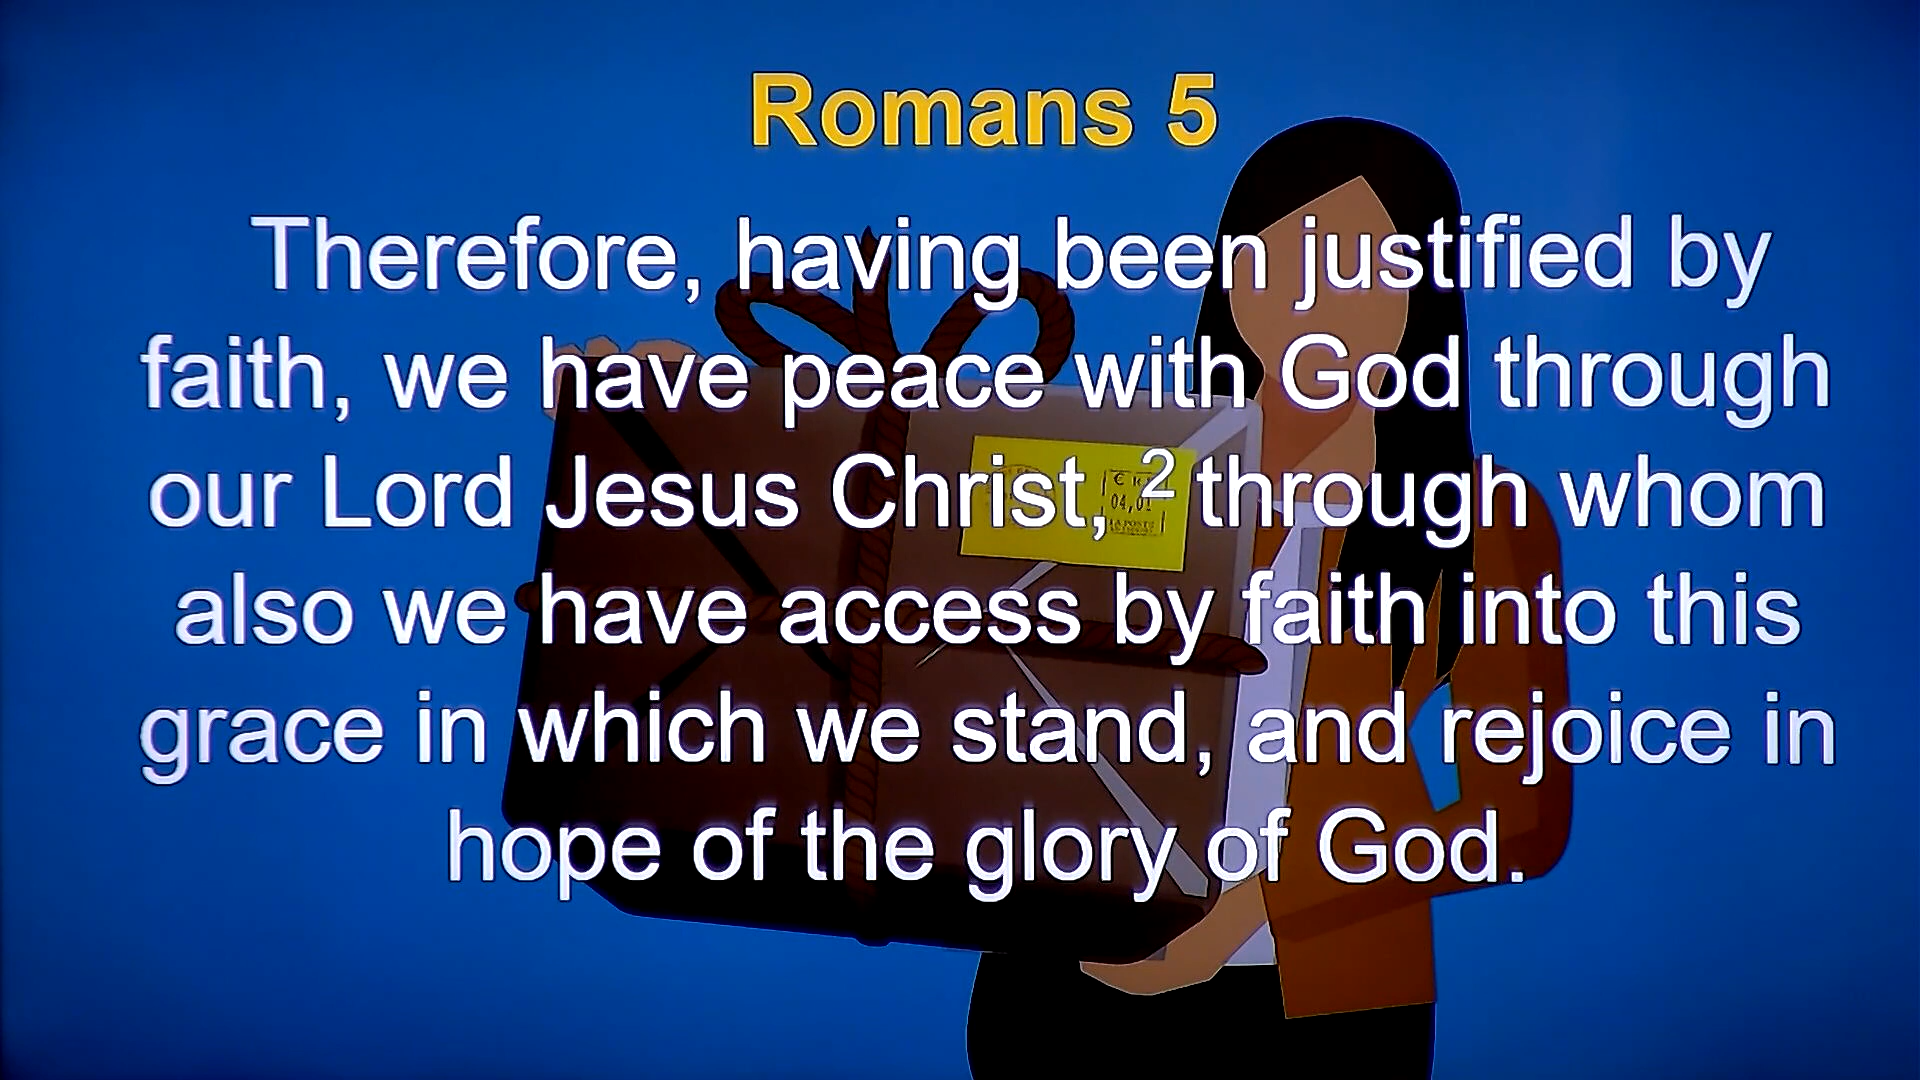 Romans 5
Therefore, having been justified by
faith, we have peace with God through
our Lord Jesus Christ, 2 through whom
also we have access by faith into this
grace in which we stand, and rejoice in
hope of the glory of God.
04,01